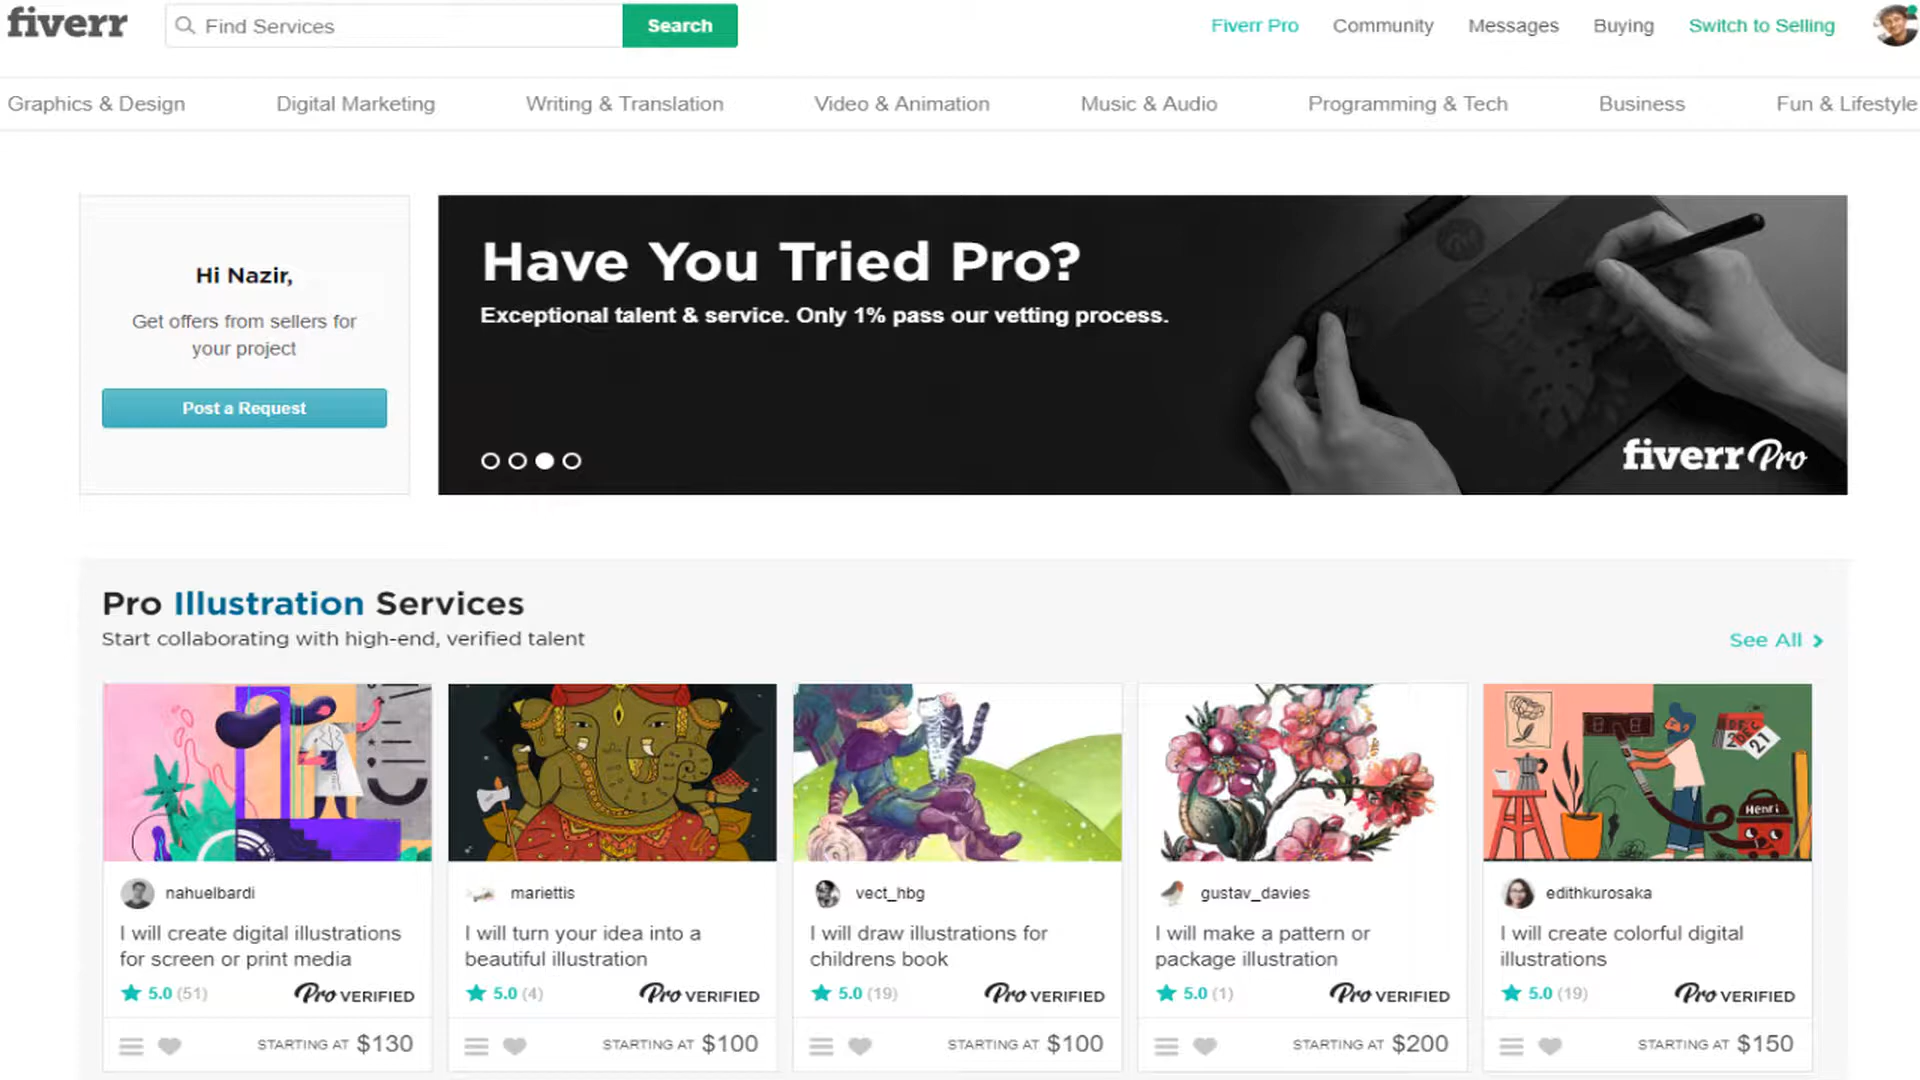 fiverr
Find Services
Search
Fiverr Pro
Community
Messages
Buying
Switch to Selling
Graphics & Design
Digital Marketing
Writing & Translation
Video & Animation
Music & Audio
Programming & Tech
Business
Fun & Lifestyle
Hi Nazir,
Get offers from sellers for
your project
Post a Request
Have You Tried Pro?
Exceptional talent & service. Only 1% pass our vetting process.
fiverr Pro
Pro Illustration Services
Start collaborating with high-end, verified talent
See All
nahuelbardi
I will create digital illustrations
for screen or print media
5.0 (51)
Pro VERIFIED
STARTING AT $130
mariettis
I will turn your idea into a
beautiful illustration
5.0 (4)
Pro VERIFIED
STARTING AT $100
vect_hbg
I will draw illustrations for
childrens book
5.0 (19)
Pro VERIFIED
STARTING AT $100
gustav_davies
I will make a pattern or
package illustration
5.0 (1)
Pro VERIFIED
STARTING AT $200
21
Henri
edithkurosaka
I will create colorful digital
illustrations
5.0 (19)
Pro VERIFIED
STARTING AT $150